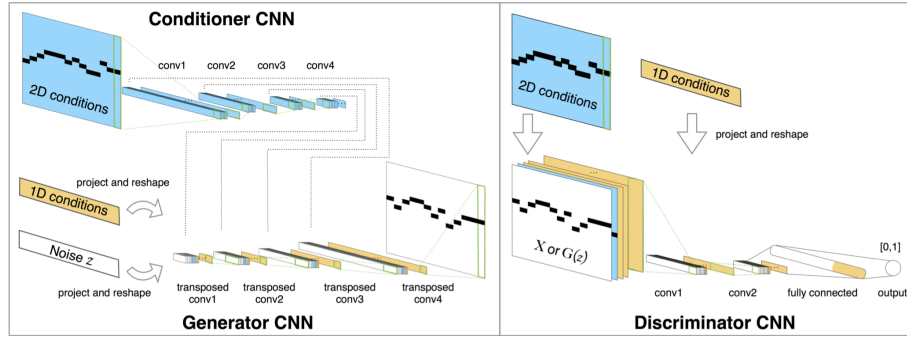 Conditioner CNN
conv1 conv2 conv3 conv4
2D conditions
project and reshape
1D conditions
Noise z
project and reshape
transposed conv1
transposed conv2
transposed conv3
transposed conv4
Generator CNN
2D conditions
1D conditions
project and reshape
X or G(z)
[0,1]
conv1 conv2 fully connected output
Discriminator CNN